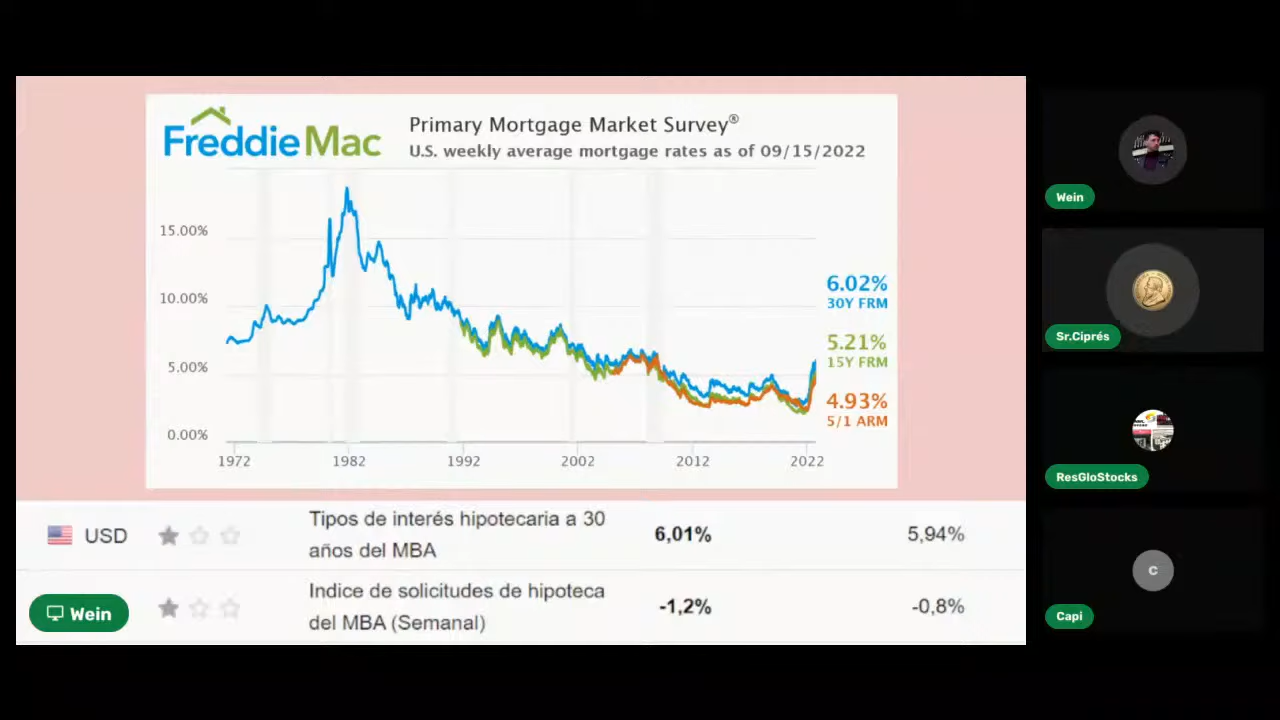 FreddieMac
Primary Mortgage Market Survey®
U.S. weekly average mortgage rates as of 09/15/2022
15.00%
10.00%
5.00%
0.00%
1972
1982
1992
2002
2012
2022
6.02%
30Y FRM
5.21%
15Y FRM
4.93%
5/1 ARM
USD
Tipos de interés hipotecaria a 30
años del MBA
6,01%
5,94%
Indice de solicitudes de hipoteca
del MBA (Semanal)
-1,2%
-0,8%
Wein
Wein
Sr.Ciprés
ResGloStocks
C
Capi